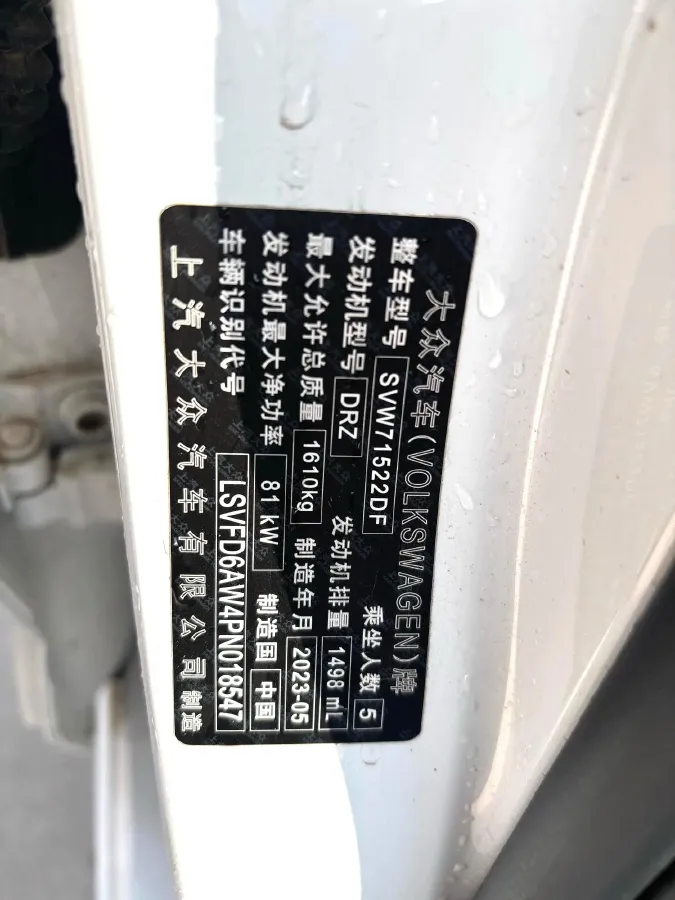 大众汽车(VOLKSWAGEN)牌
整车型号 SVW71522DF 乘坐人数 5
发动机型号 DRZ 发动机排量 1498 mL
最大允许总质量 1610kg 制造年月 2023-05
发动机最大净功率 81 kW 制造国 中国
车辆识别代号 LSVFD6AW4PN018547
上汽大众汽车有限公司制造